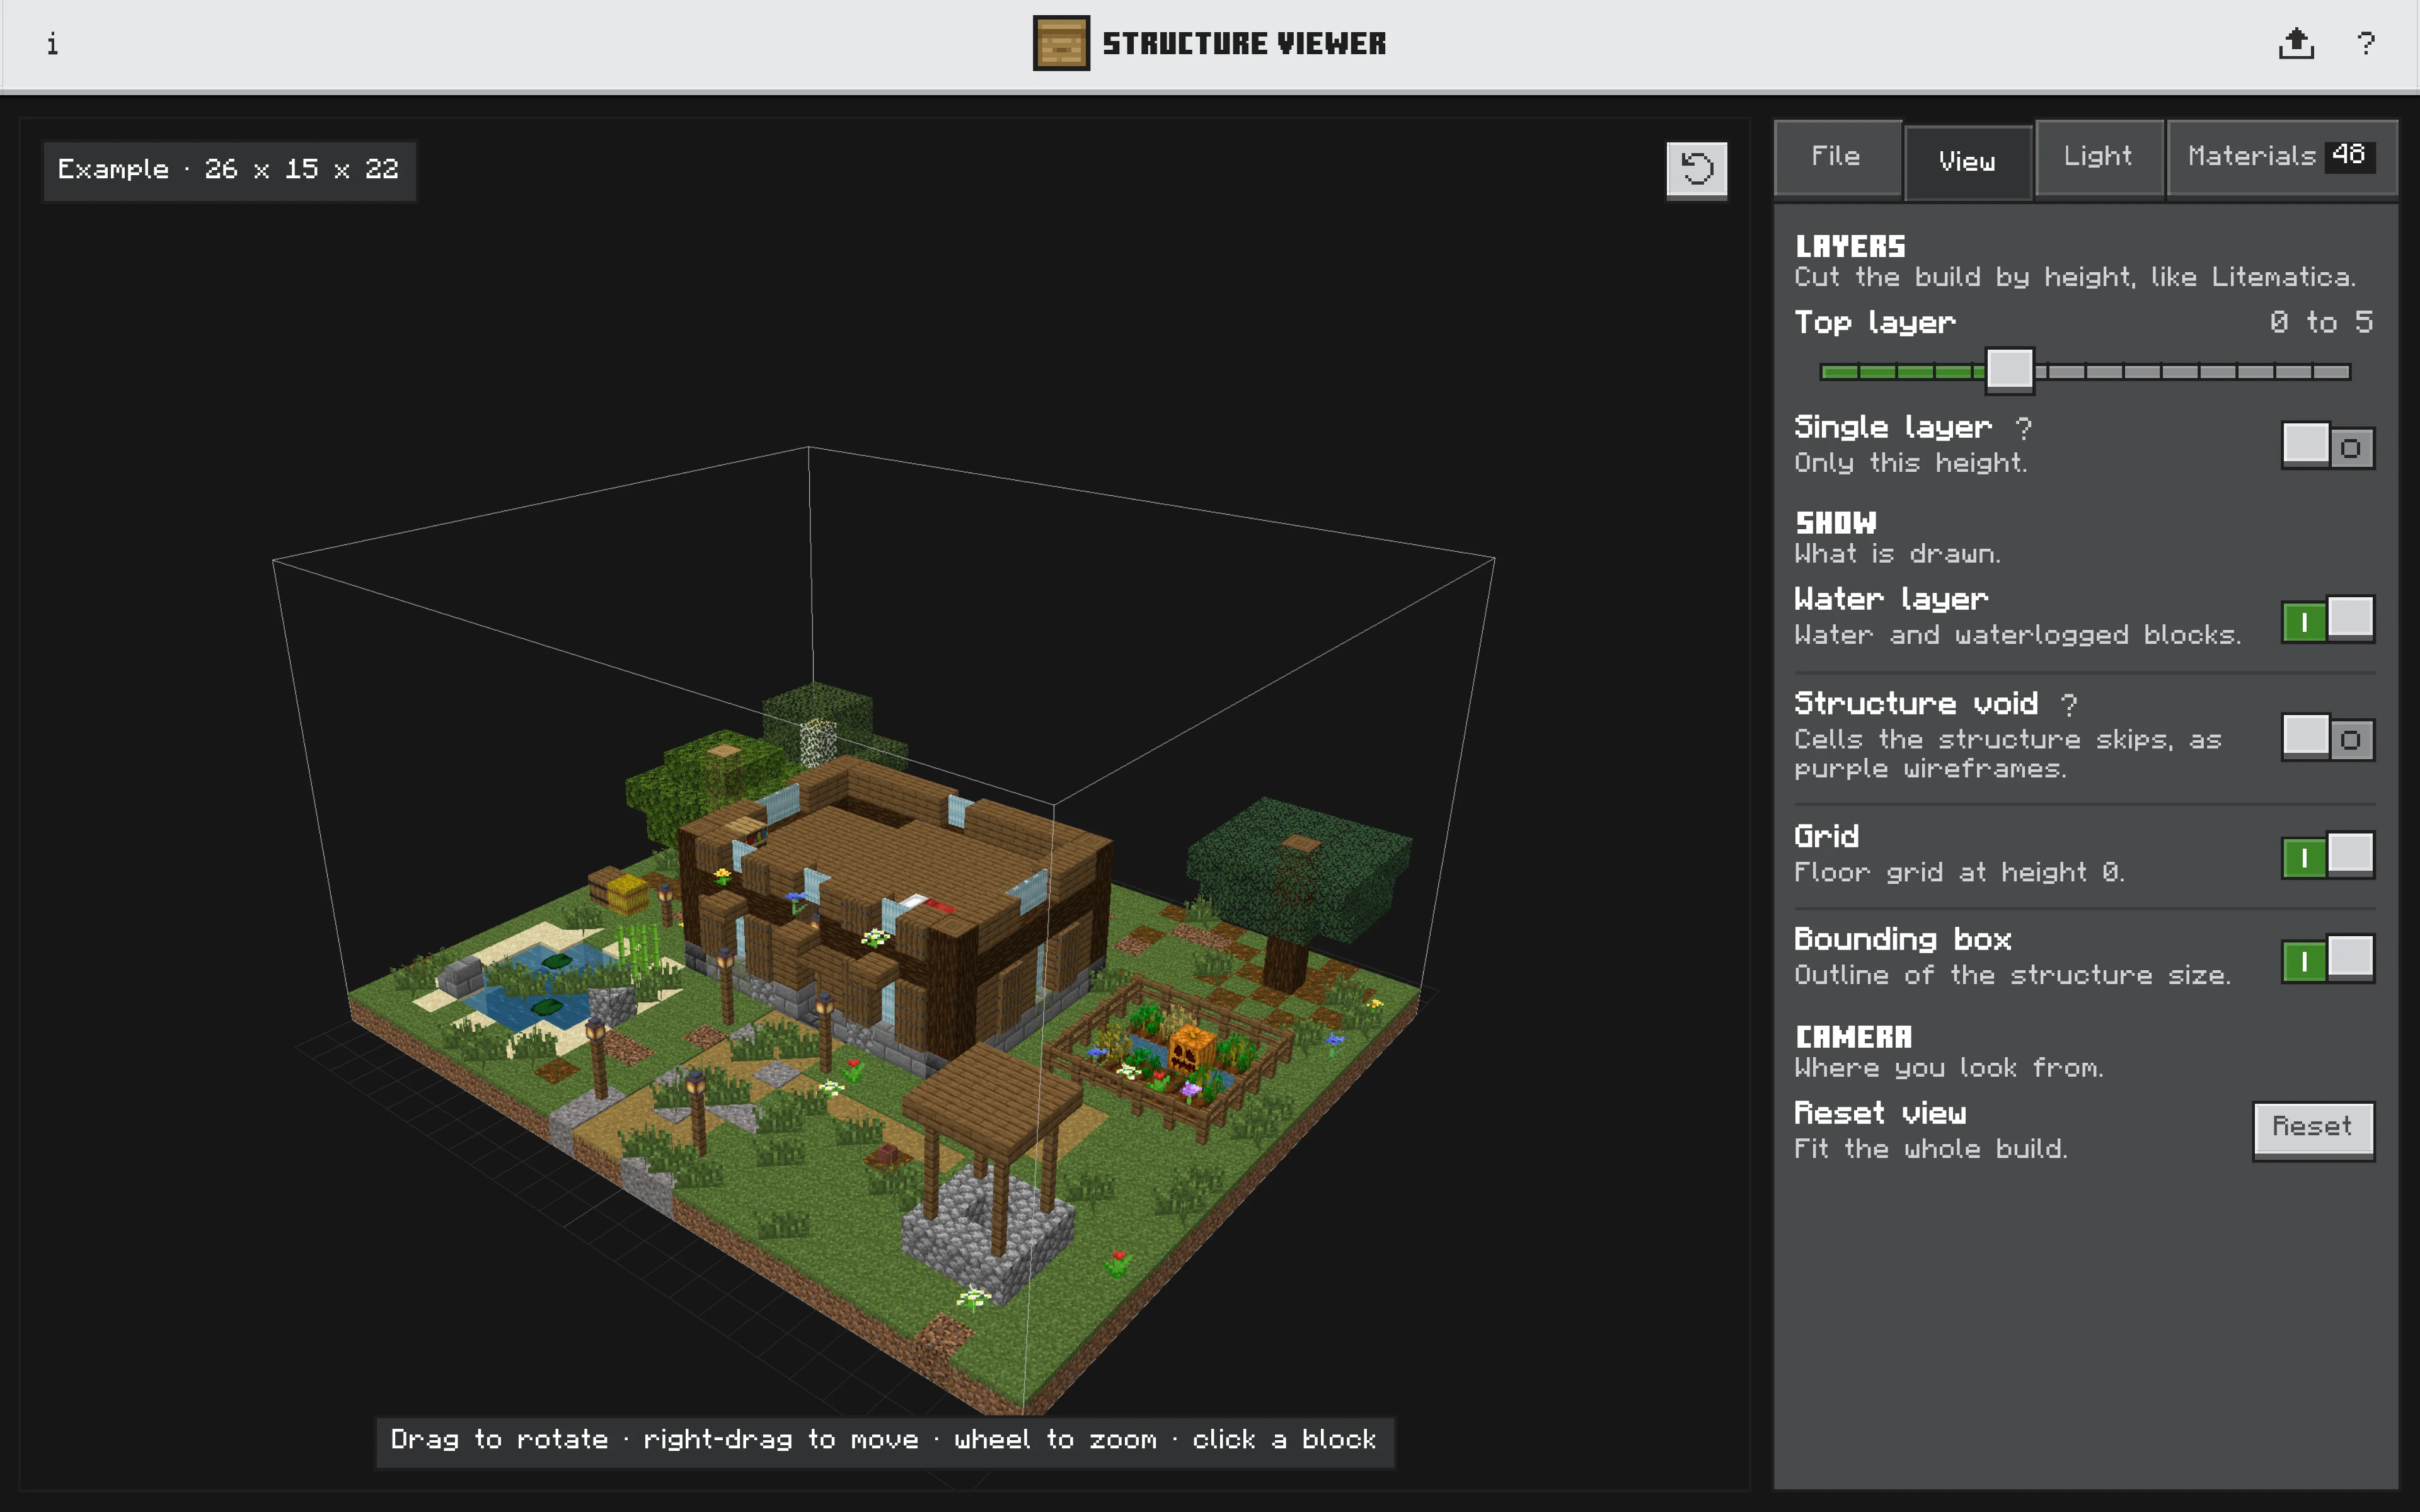 i
STRUCTURE VIEWER
?
Example · 26 x 15 x 22
File
View
Light
Materials 48
LAYERS
Cut the build by height, like Litematica.
Top layer
0 to 5
Single layer ?
Only this height.
SHOW
What is drawn.
Water layer
Water and waterlogged blocks.
Structure void ?
Cells the structure skips, as
purple wireframes.
Grid
Floor grid at height 0.
Bounding box
Outline of the structure size.
CAMERA
Where you look from.
Reset view
Fit the whole build.
Reset
Drag to rotate · right-drag to move · wheel to zoom · click a block